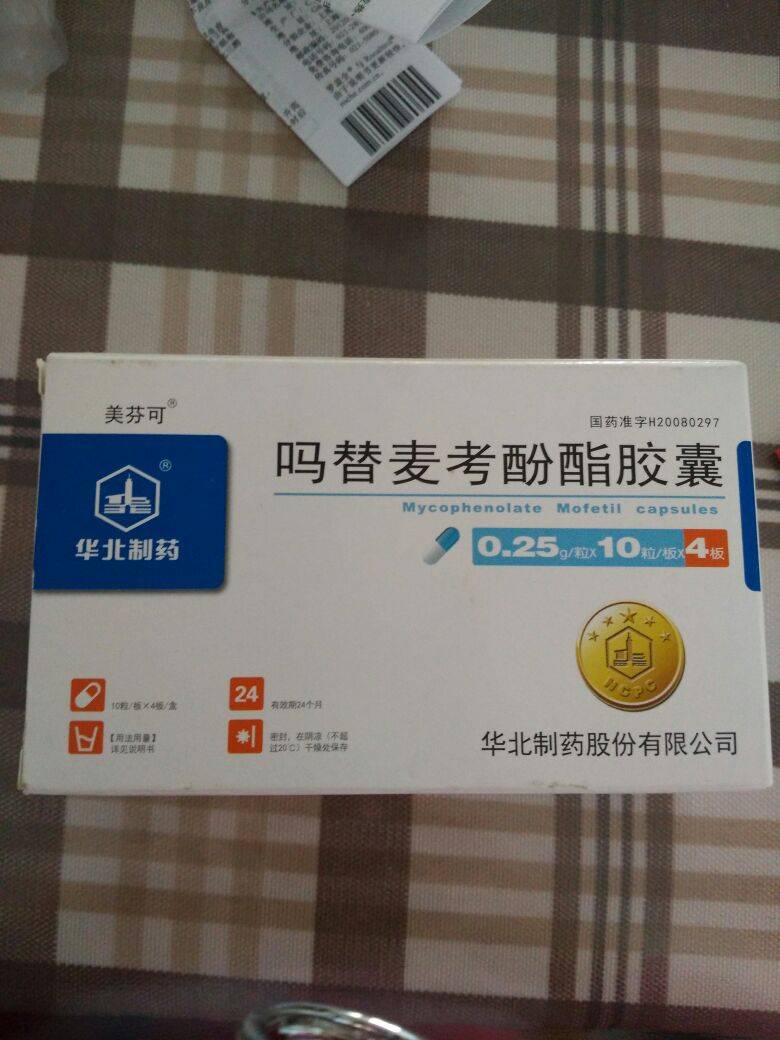 美芬可®
国药准字H20080297
吗替麦考酚酯胶囊
Mycophenolate Mofetil capsules
0.25g/粒X10粒/板X4板
®
华北制药
HCPC
10粒/板×4板/盒
24
有效期24个月
【用法用量】
详见说明书
密封，在阴凉（不超
过20℃）干燥处保存
华北制药股份有限公司